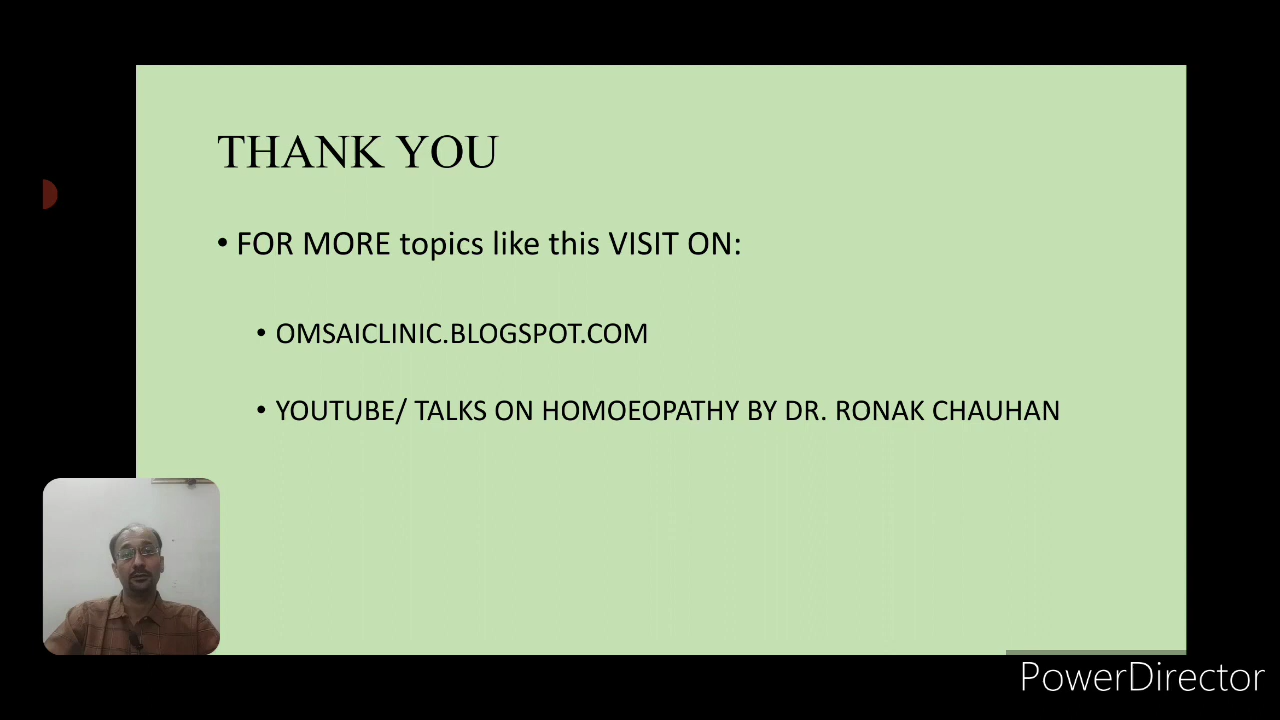 THANK YOU
• FOR MORE topics like this VISIT ON:
• OMSAICLINIC.BLOGSPOT.COM
• YOUTUBE/ TALKS ON HOMOEOPATHY BY DR. RONAK CHAUHAN
PowerDirector